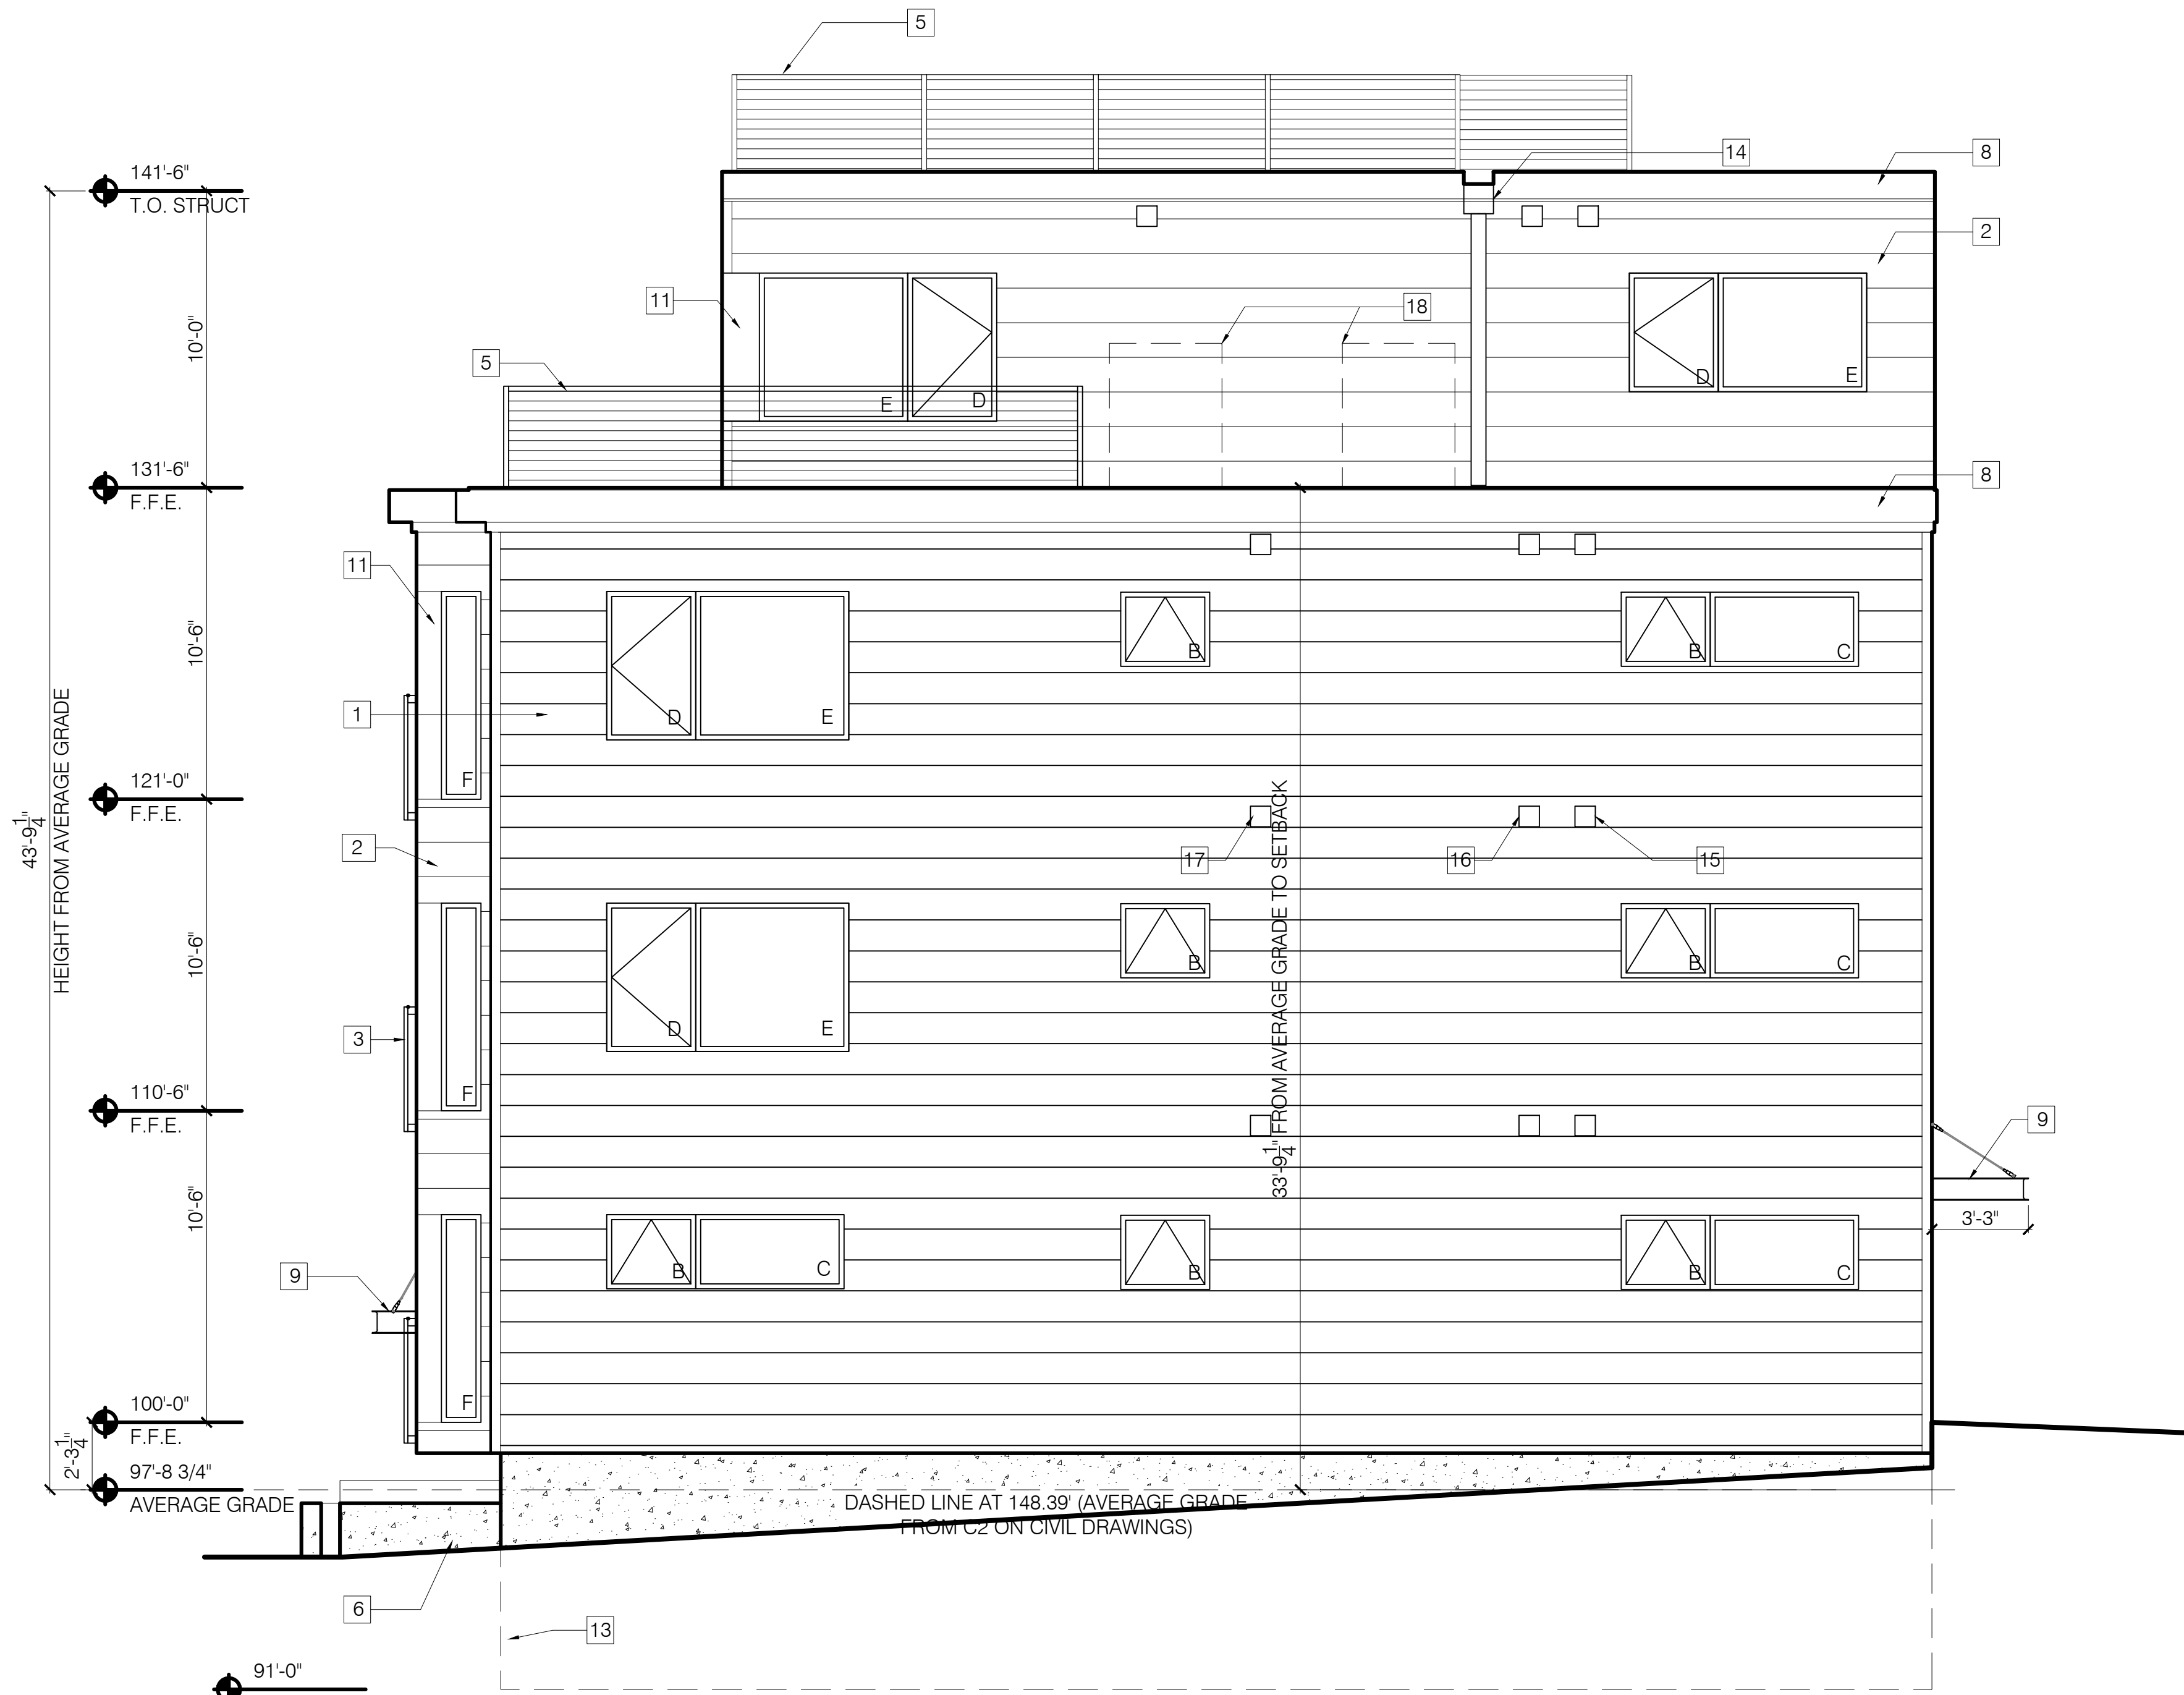 5
14
8
141'-6"
T.O. STRUCT
2
11
18
10'-0"
5
D
E
E
D
131'-6"
F.F.E.
8
11
10'-6"
B
B
C
1
D
E
F
HEIGHT FROM AVERAGE GRADE
43'-9 1/4"
121'-0"
F.F.E.
2
17
16
15
33'-9 1/4" FROM AVERAGE GRADE TO SETBACK
10'-6"
B
B
C
D
E
3
F
110'-6"
F.F.E.
9
10'-6"
3'-3"
9
B
C
B
B
C
100'-0"
F.F.E.
F
2'-3 1/4"
97'-8 3/4"
AVERAGE GRADE
DASHED LINE AT 148.39' (AVERAGE GRADE
FROM C2 ON CIVIL DRAWINGS)
6
13
91'-0"